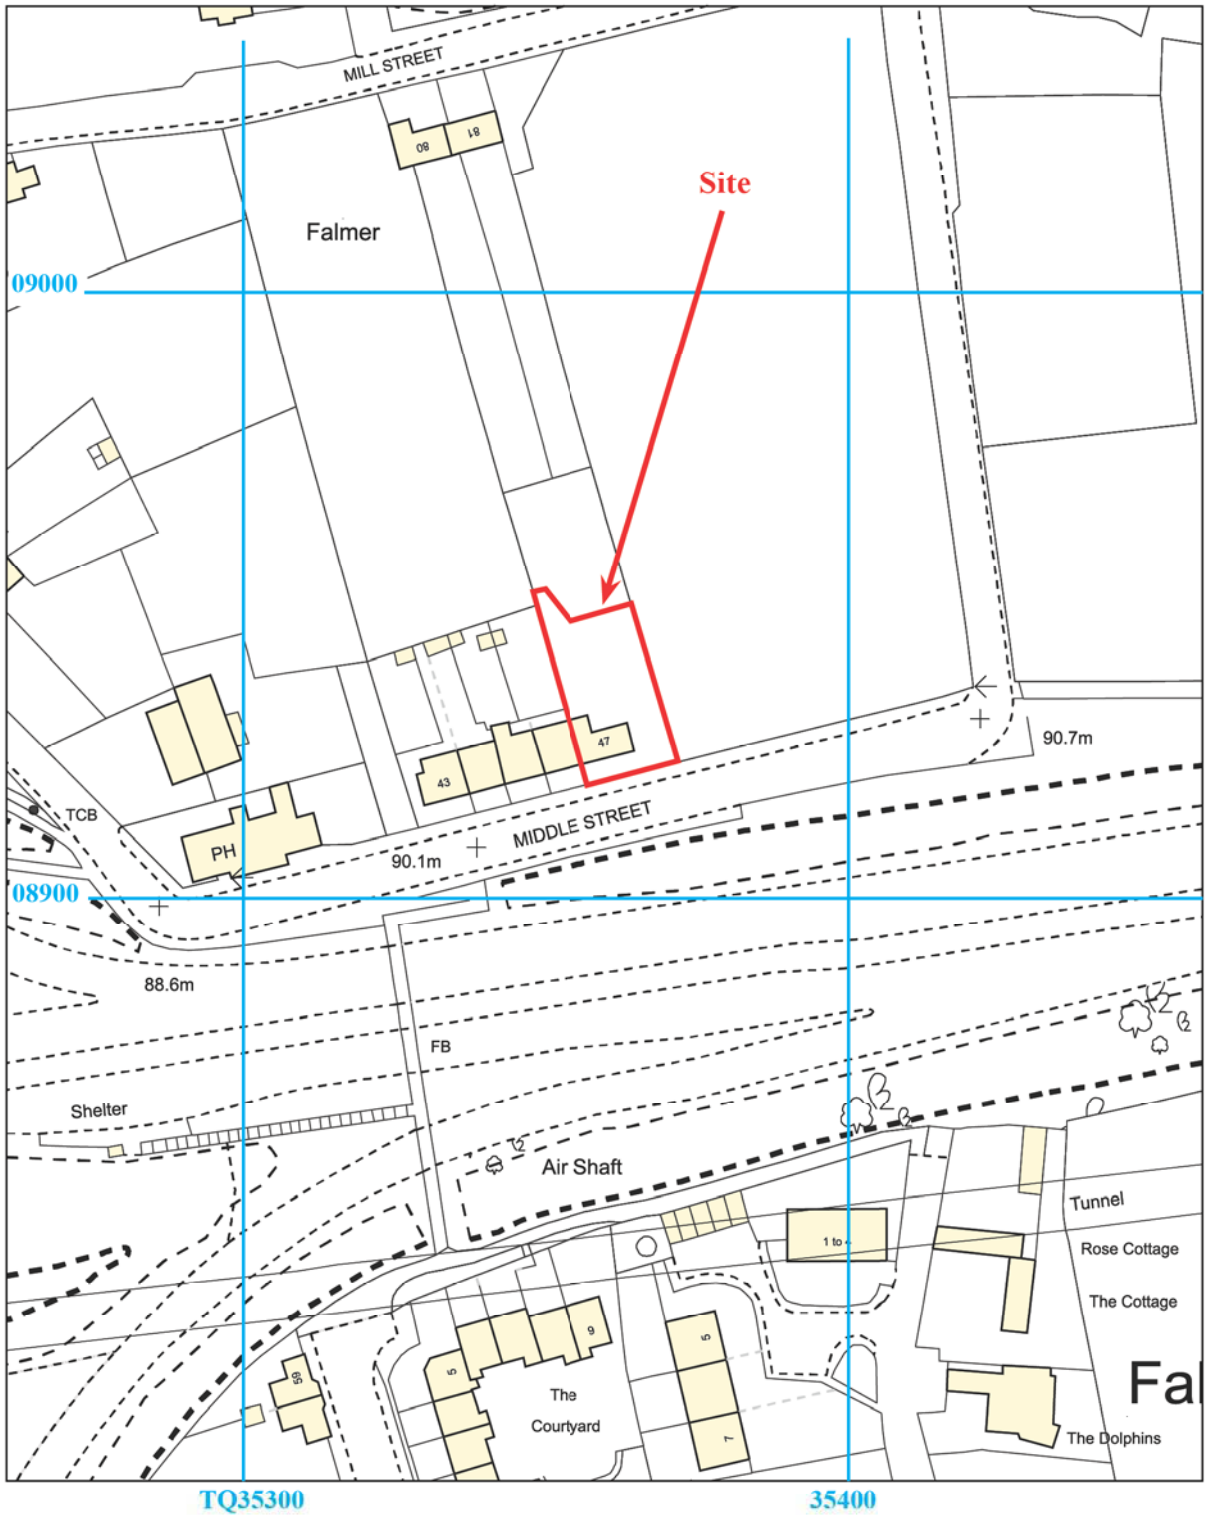 MILL STREET
80
81
Site
Falmer
09000
47
43
90.7m
TCB
MIDDLE STREET
PH
90.1m
08900
88.6m
FB
Shelter
Air Shaft
Tunnel
1 to
Rose Cottage
The Cottage
9
5
5
59
The
Courtyard
7
Fal
The Dolphins
TQ35300
35400